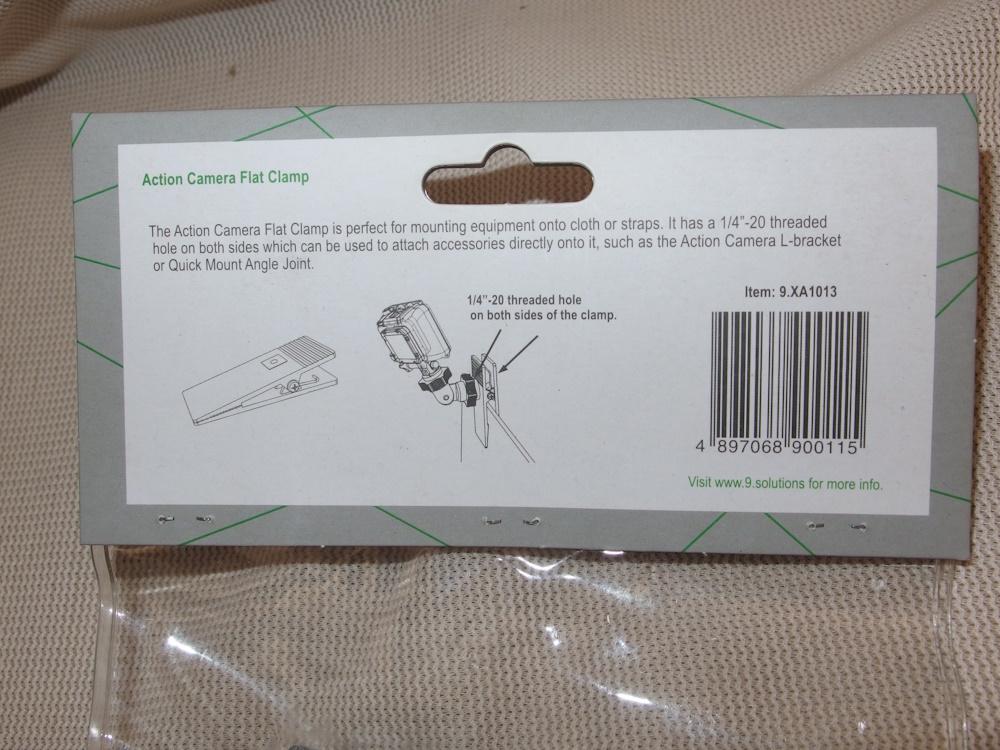 Action Camera Flat Clamp
The Action Camera Flat Clamp is perfect for mounting equipment onto cloth or straps. It has a 1/4"-20 threaded
hole on both sides which can be used to attach accessories directly onto it, such as the Action Camera L-bracket
or Quick Mount Angle Joint.
1/4"-20 threaded hole
on both sides of the clamp.
Item: 9.XA1013
4 897068 900115
Visit www.9.solutions for more info.